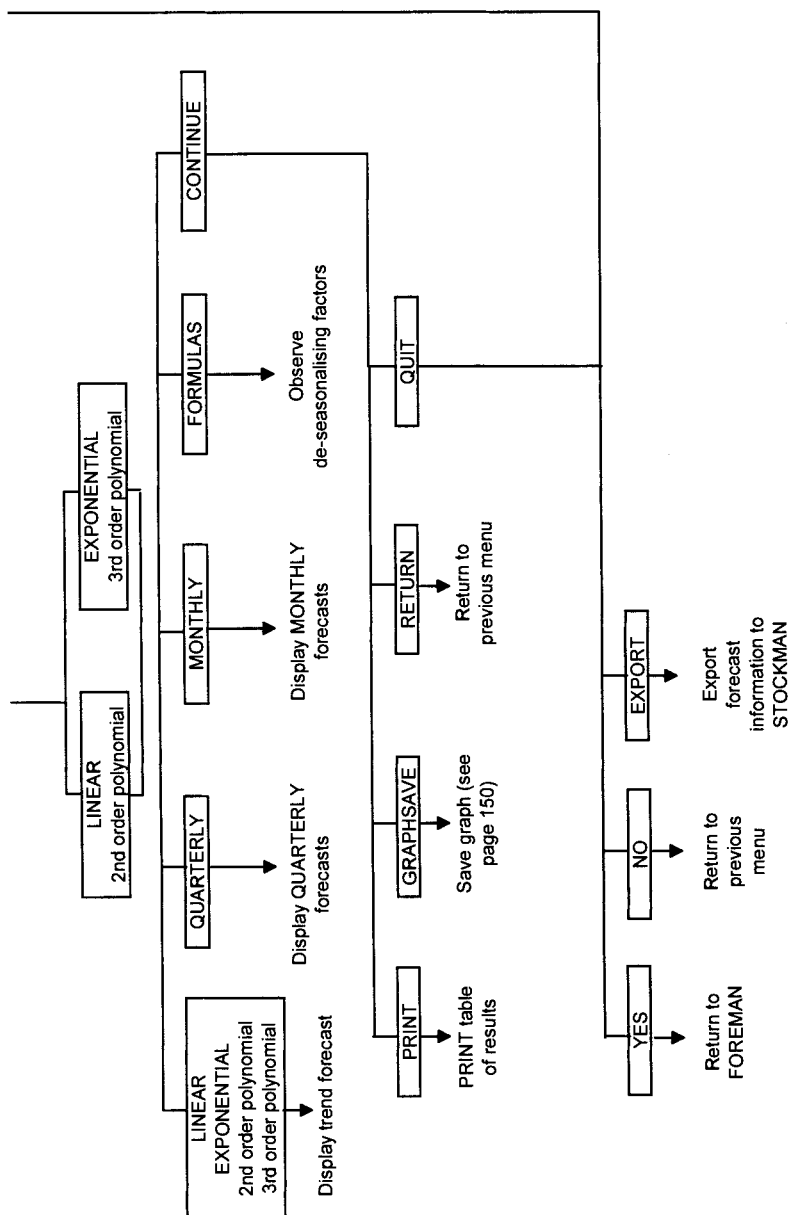 LINEAR
2nd order polynomial
EXPONENTIAL
3rd order polynomial
LINEAR
EXPONENTIAL
2nd order polynomial
3rd order polynomial
Display trend forecast
QUARTERLY
Display QUARTERLY
forecasts
MONTHLY
Display MONTHLY
forecasts
FORMULAS
Observe
de-seasonalising factors
CONTINUE
PRINT
PRINT table
of results
GRAPHSAVE
Save graph (see
page 150)
RETURN
Return to
previous menu
QUIT
YES
Return to
FOREMAN
NO
Return to
previous
menu
EXPORT
Export
forecast
information to
STOCKMAN